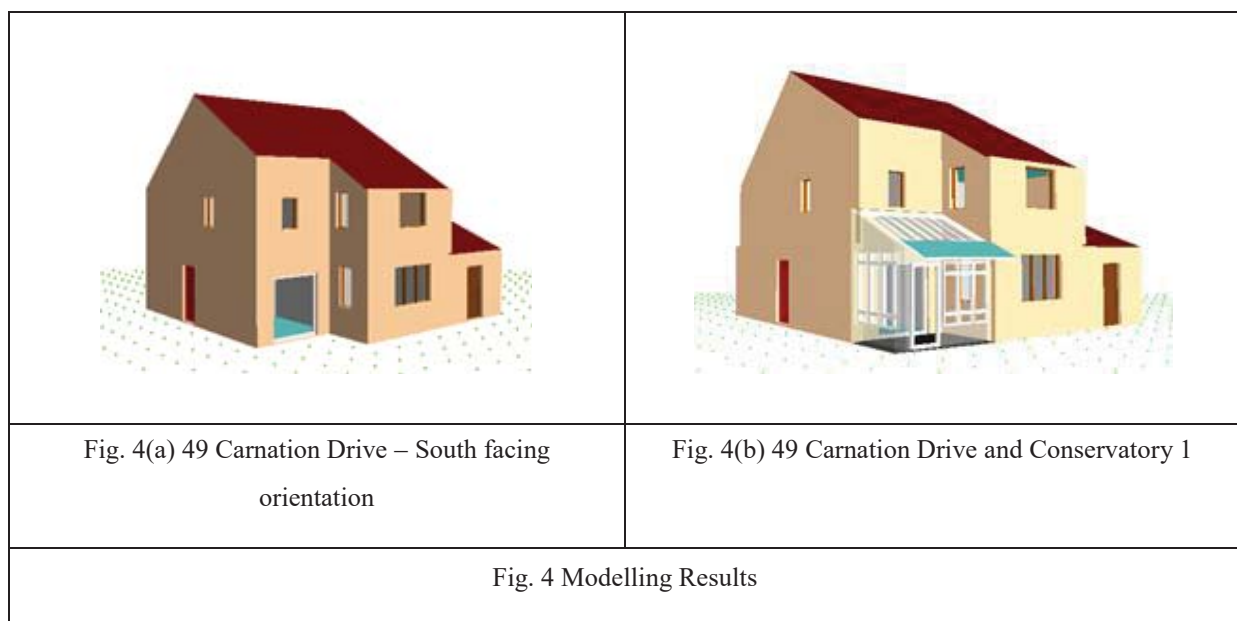 Fig. 4(a) 49 Carnation Drive – South facing
orientation
Fig. 4(b) 49 Carnation Drive and Conservatory 1
Fig. 4 Modelling Results